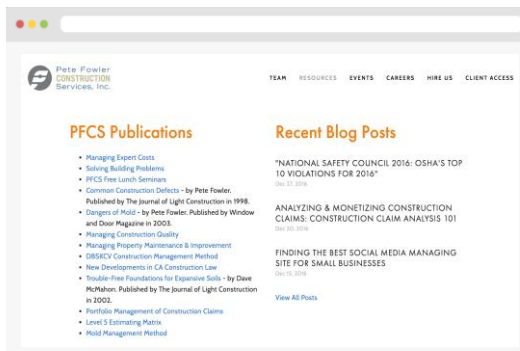 Pete Fowler
CONSTRUCTION
Services, Inc.
TEAM RESOURCES EVENTS CAREERS HIRE US CLIENT ACCESS
PFCS Publications
• Managing Expert Costs
• Solving Building Problems
• PFCS Free Lunch Seminars
• Common Construction Defects - by Pete Fowler.
Published by The Journal of Light Construction in 1998.
• Dangers of Mold - by Pete Fowler. Published by Window
and Door Magazine in 2003.
• Managing Construction Quality
• Managing Property Maintenance & Improvement
• DBSKCV Construction Management Method
• New Developments in CA Construction Law
• Trouble-Free Foundations for Expansive Soils - by Dave
McMahon. Published by The Journal of Light Construction
in 2002.
• Portfolio Management of Construction Claims
• Level 5 Estimating Matrix
• Mold Management Method
Recent Blog Posts
"NATIONAL SAFETY COUNCIL 2016: OSHA'S TOP
10 VIOLATIONS FOR 2016"
Dec 27, 2016
ANALYZING & MONETIZING CONSTRUCTION
CLAIMS: CONSTRUCTION CLAIM ANALYSIS 101
Dec 20, 2016
FINDING THE BEST SOCIAL MEDIA MANAGING
SITE FOR SMALL BUSINESSES
Dec 15, 2016
View All Posts